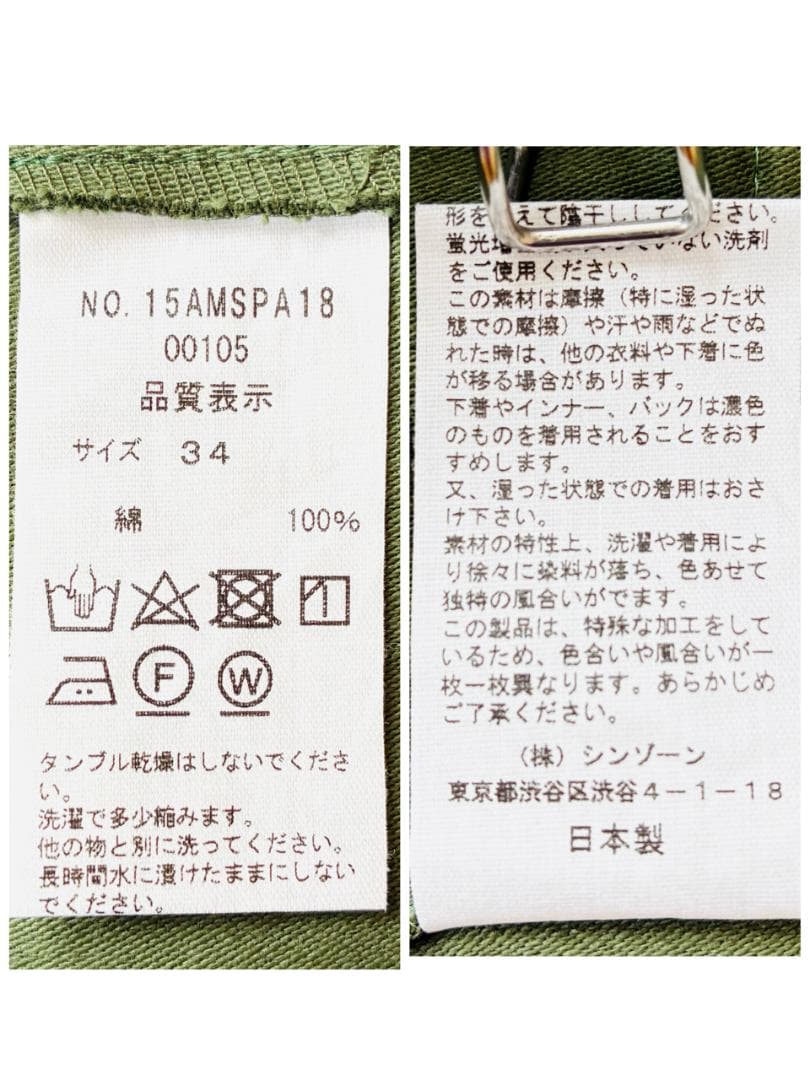 NO. 15AMSPA18
00105
品質表示
サイズ 34
綿 100%
F W
タンブル乾燥はしないでくださ
い。
洗濯で多少縮みます。
他の物と別に洗ってください。
長時間水に漬けたままにしない
でください。
形を えて陰干ししてください。
蛍光増 していない洗剤
をご使用ください。
この素材は摩擦（特に湿った状
態での摩擦）や汗や雨などでぬ
れた時は、他の衣料や下着に色
が移る場合があります。
下着やインナー、バックは濃色
のものを着用されることをおす
すめします。
又、湿った状態での着用はおさ
け下さい。
素材の特性上、洗濯や着用によ
り徐々に染料が落ち、色あせて
独特の風合いがでます。
この製品は、特殊な加工をして
いるため、色合いや風合いが一
枚一枚異なります。あらかじめ
ご了承ください。
（株）シンゾーン
東京都渋谷区渋谷４－１－１８
日本製